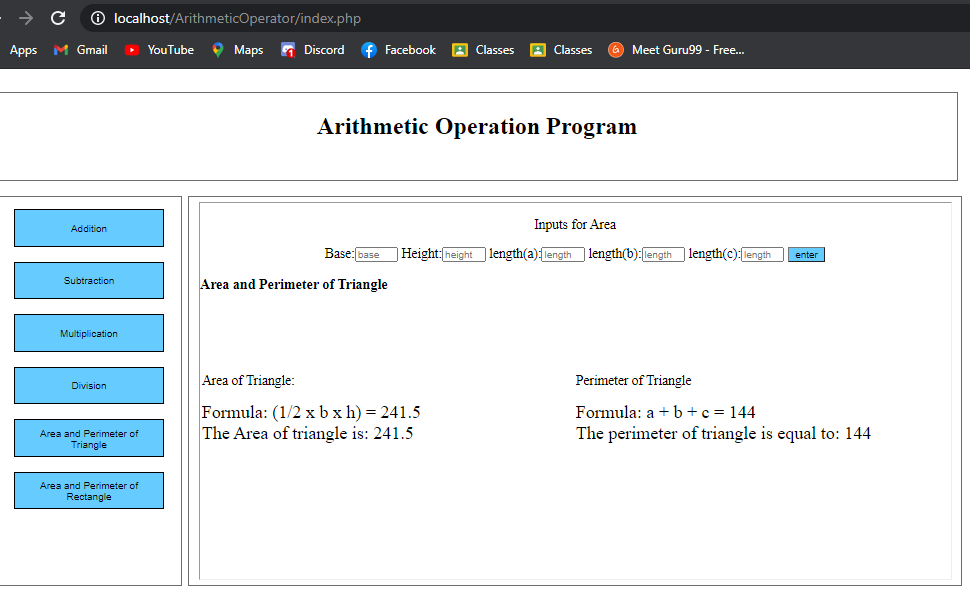 localhost/ArithmeticOperator/index.php
Apps Gmail YouTube Maps 1 Discord Facebook Classes Classes Meet Guru99 - Free...
Arithmetic Operation Program
Addition
Subtraction
Multiplication
Division
Area and Perimeter of
Triangle
Area and Perimeter of
Rectangle
Inputs for Area
Base: base Height: height length(a): length length(b): length length(c): length enter
Area and Perimeter of Triangle
Area of Triangle:
Formula: (1/2 x b x h) = 241.5
The Area of triangle is: 241.5
Perimeter of Triangle
Formula: a + b + c = 144
The perimeter of triangle is equal to: 144